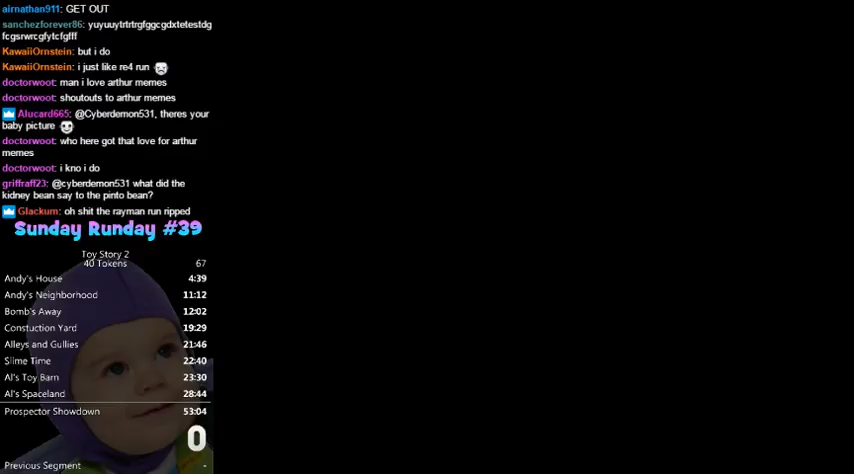 airnathan911: GET OUT
sanchezforever86: yuyuuytrtrtrgfggcgdxtetestdg
fcgsrwrcgfytcfgfff
KawaiiOrnstein: but i do
KawaiiOrnstein: i just like re4 run
doctorwoot: man i love arthur memes
doctorwoot: shoutouts to arthur memes
Alucard665: @Cyberdemon531, theres your
baby picture
doctorwoot: who here got that love for arthur
memes
doctorwoot: i kno i do
griffraff23: @cyberdemon531 what did the
kidney bean say to the pinto bean?
Glackum: oh shit the rayman run ripped
Sunday Runday #39
Toy Story 2
40 Tokens 67
Andy's House 4:39
Andy's Neighborhood 11:12
Bomb's Away 12:02
Constuction Yard 19:29
Alleys and Gullies 21:46
Slime Time 22:40
Al's Toy Barn 23:30
Al's Spaceland 28:44
Prospector Showdown 53:04
0
Previous Segment -